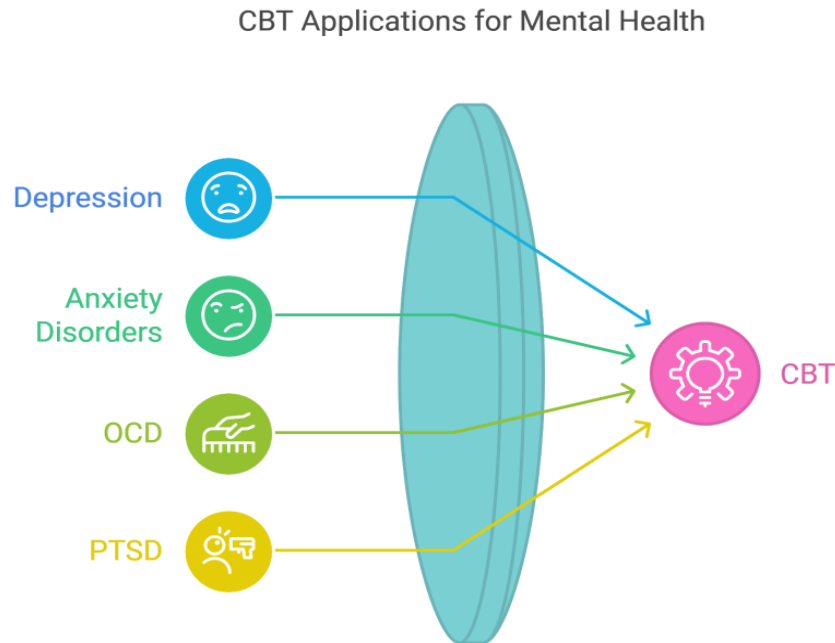 CBT Applications for Mental Health
Depression
Anxiety
Disorders
OCD
PTSD
CBT